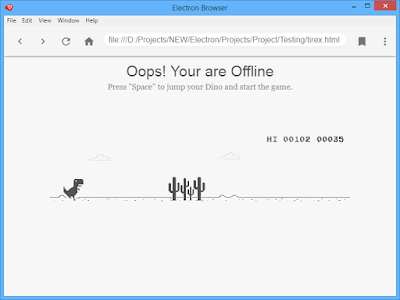 Electron Browser
File Edit View Window Help
file:///D:/Projects/NEW/Electron/Projects/Project/Testing/tirex.html
Oops! Your are Offline
Press "Space" to jump your Dino and start the game.
HI 00102 00035